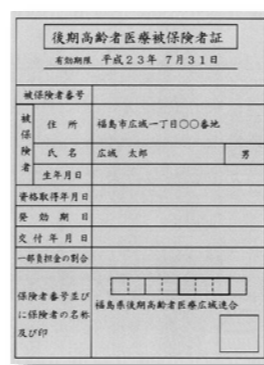 後期高齢者医療被保険者証
有効期限 平成23年 7月31日
被保険者番号
被保険者
住所 福島市広域一丁目〇〇番地
氏名 広域 太郎 男
生年月日
資格取得年月日
発効期日
交付年月日
一部負担金の割合
保険者番号並び
に保険者の名称
及び印
福島県後期高齢者医療広域連合